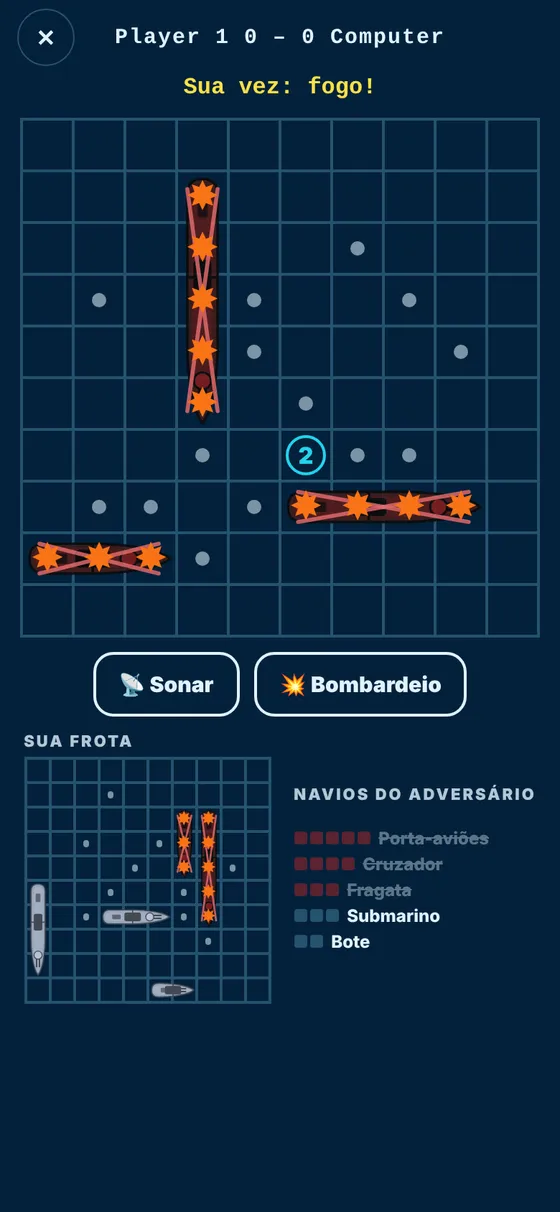 ✕ Player 1 0 – 0 Computer
Sua vez: fogo!
2
📡 Sonar 💥 Bombardeio
SUA FROTA
NAVIOS DO ADVERSÁRIO
Porta-aviões
Cruzador
Fragata
Submarino
Bote